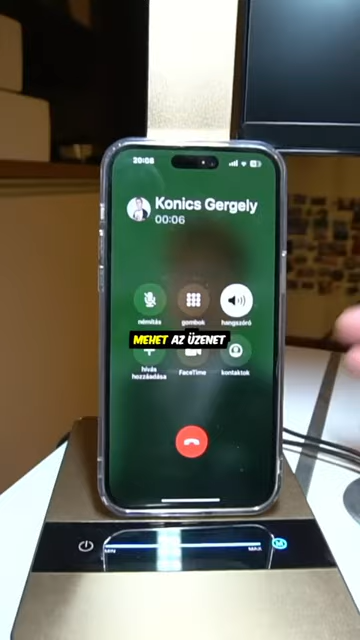 20:08
Konics Gergely
00:06
némítás
gombok
hangszóró
MEHET AZ ÜZENET
hívás hozzáadása
FaceTime
kontaktok
MIN
MAX